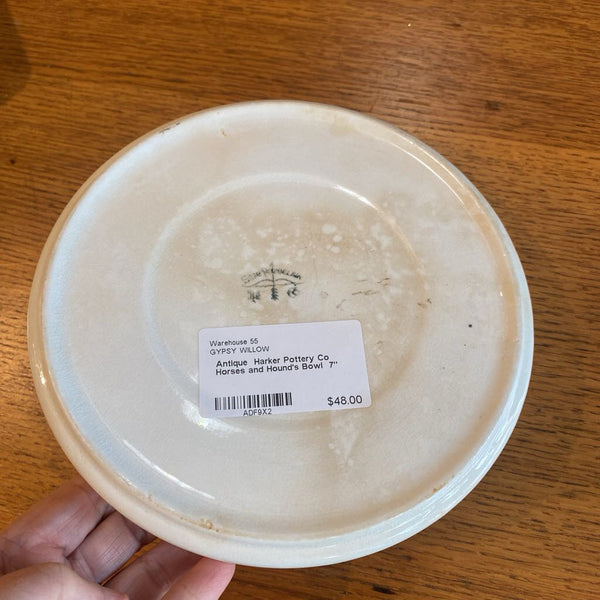 Warehouse 55
GYPSY WILLOW
Antique Harker Pottery Co
Horses and Hound's Bowl 7"
ADF9X2
$48.00